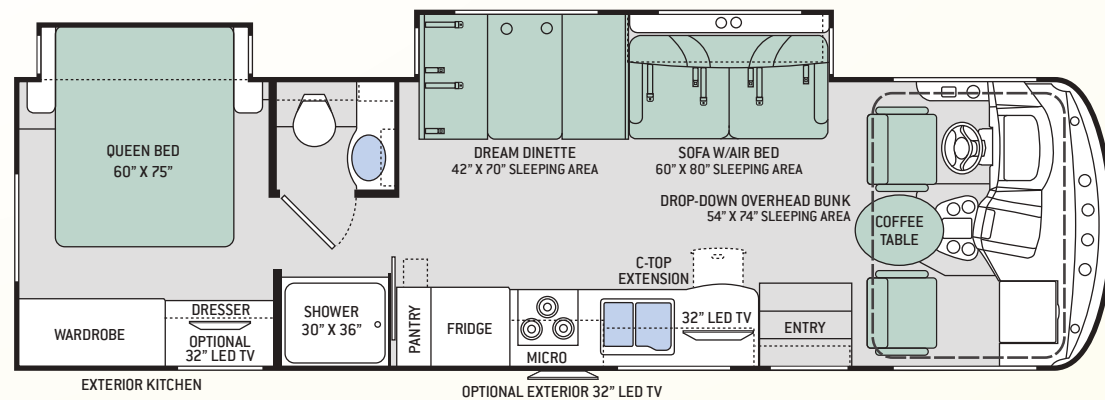 QUEEN BED
60" X 75"
DREAM DINETTE
42" X 70" SLEEPING AREA
SOFA W/AIR BED
60" X 80" SLEEPING AREA
DROP-DOWN OVERHEAD BUNK
54" X 74" SLEEPING AREA
COFFEE
TABLE
C-TOP
EXTENSION
WARDROBE
DRESSER
OPTIONAL
32" LED TV
SHOWER
30" X 36"
PANTRY
FRIDGE
MICRO
32" LED TV
ENTRY
EXTERIOR KITCHEN
OPTIONAL EXTERIOR 32" LED TV